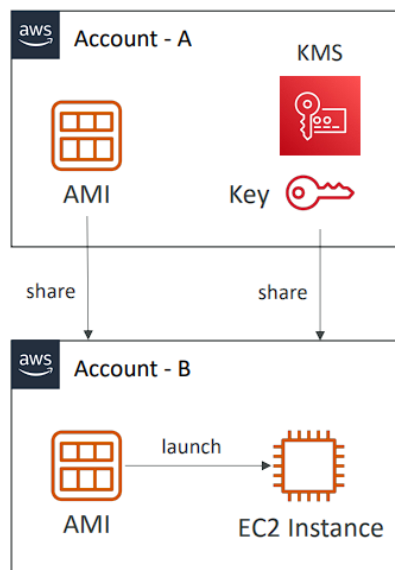 aws
Account - A
KMS
AMI
Key
share
share
aws
Account - B
launch
AMI
EC2 Instance